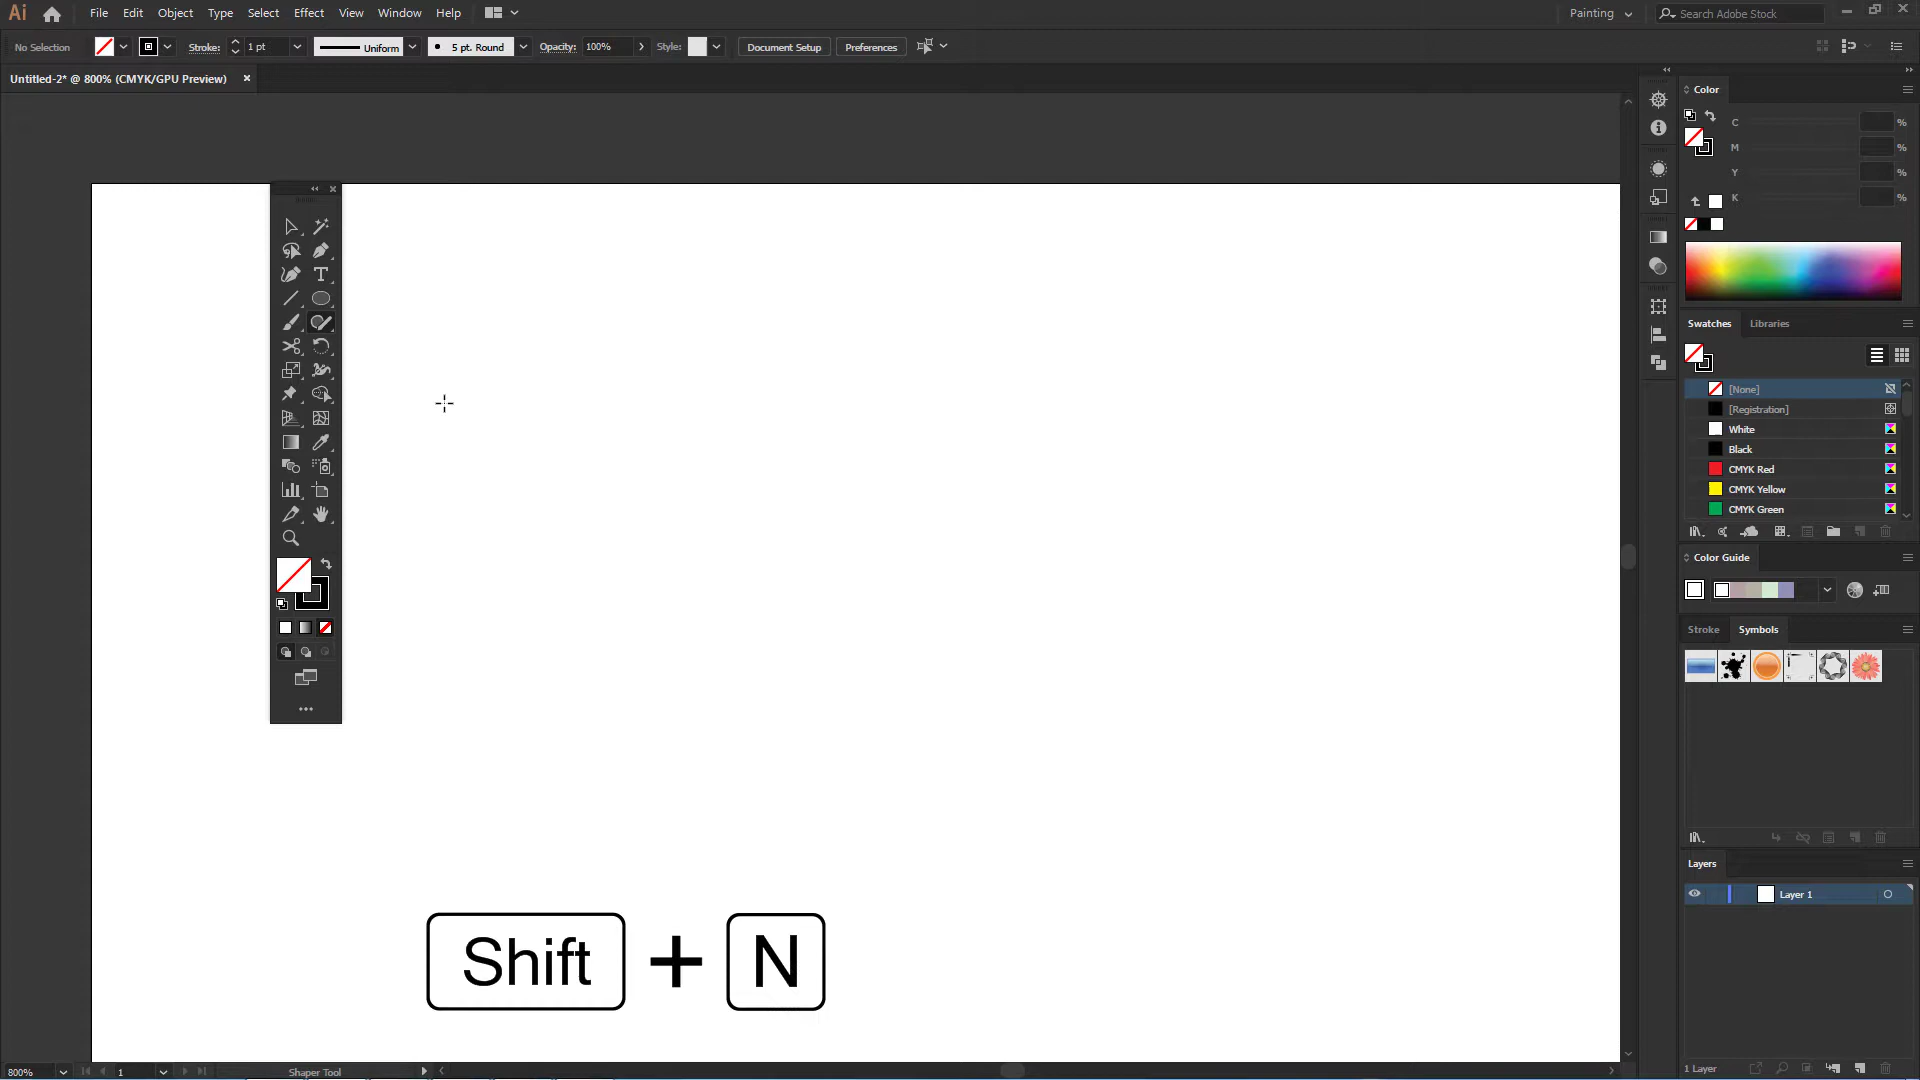 Ai File Edit Object Type Select Effect View Window Help Painting Search Adobe Stock
No Selection Stroke: 1 pt Uniform 5 pt. Round Opacity: 100% Style: Document Setup Preferences
Untitled-2* @ 800% (CMYK/GPU Preview)
Color
C %
M %
Y %
K %
Swatches Libraries
[None]
[Registration]
White
Black
CMYK Red
CMYK Yellow
CMYK Green
Color Guide
Stroke Symbols
Layers
Layer 1
Shift + N
800% 1 Shaper Tool 1 Layer